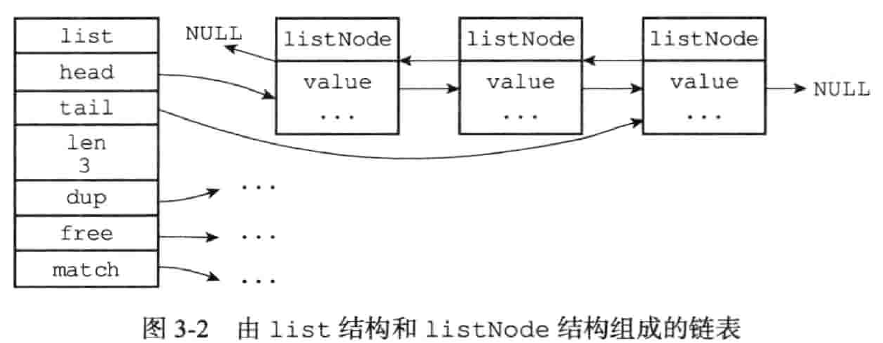 list
head
tail
len
3
dup
free
match
NULL
listNode
value
...
listNode
value
...
listNode
value
...
NULL
...
...
...
图 3-2 由 list 结构和 listNode 结构组成的链表